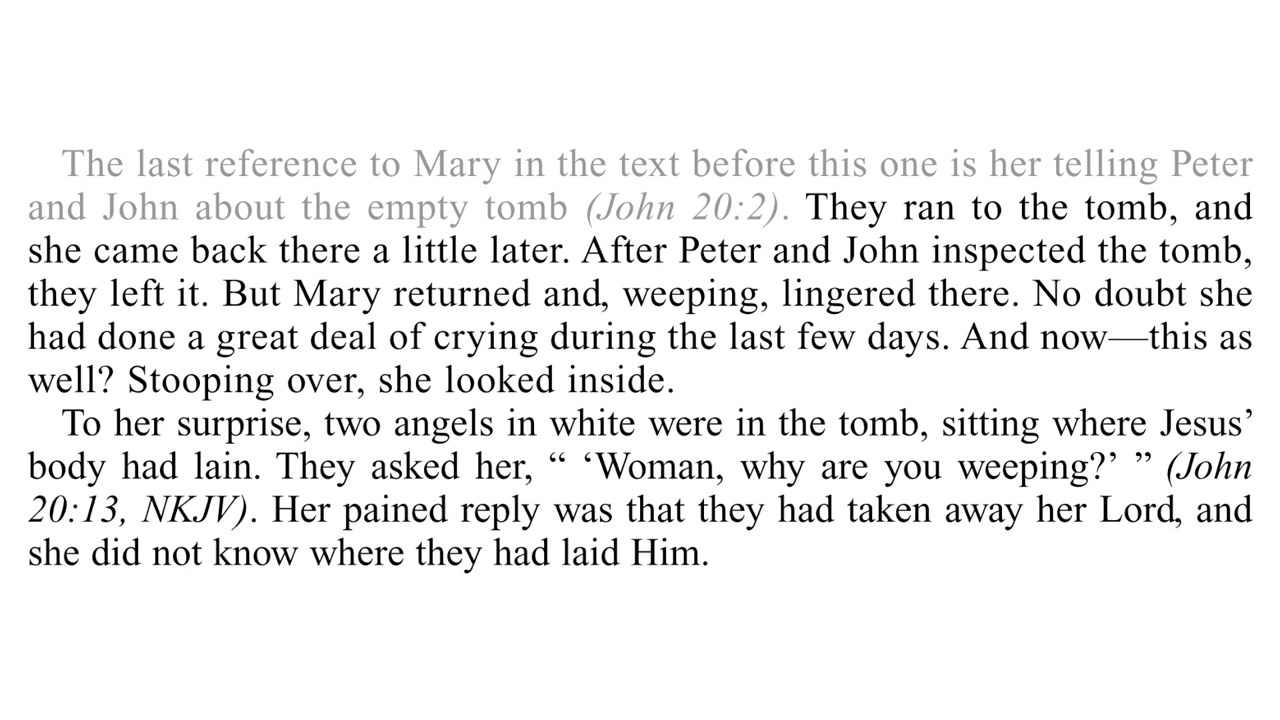 The last reference to Mary in the text before this one is her telling Peter
and John about the empty tomb (John 20:2). They ran to the tomb, and
she came back there a little later. After Peter and John inspected the tomb,
they left it. But Mary returned and, weeping, lingered there. No doubt she
had done a great deal of crying during the last few days. And now—this as
well? Stooping over, she looked inside.
To her surprise, two angels in white were in the tomb, sitting where Jesus’
body had lain. They asked her, “ ‘Woman, why are you weeping?’ ” (John
20:13, NKJV). Her pained reply was that they had taken away her Lord, and
she did not know where they had laid Him.